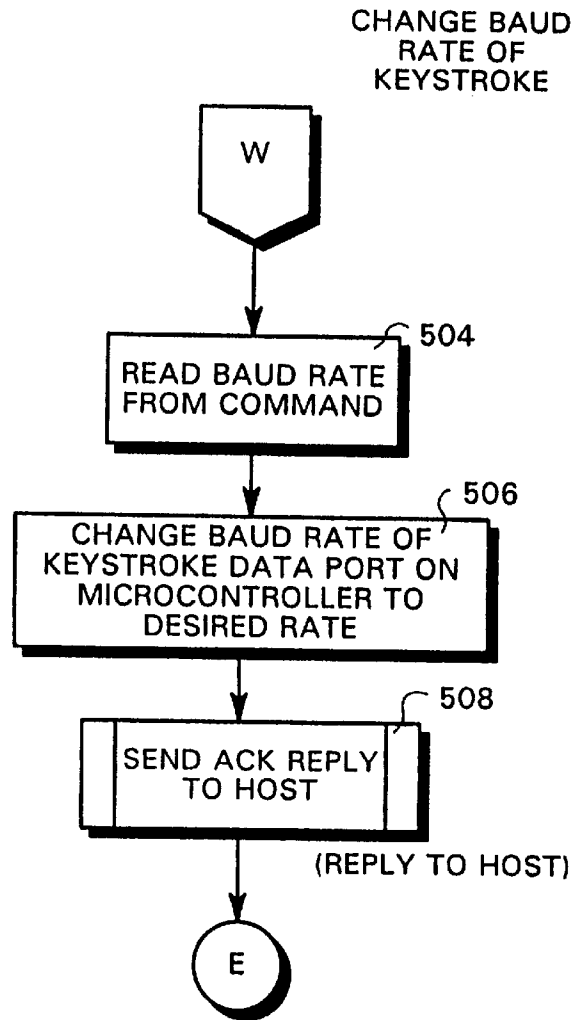 CHANGE BAUD
RATE OF
KEYSTROKE
W
504
READ BAUD RATE
FROM COMMAND
506
CHANGE BAUD RATE OF
KEYSTROKE DATA PORT ON
MICROCONTROLLER TO
DESIRED RATE
508
SEND ACK REPLY
TO HOST
(REPLY TO HOST)
E